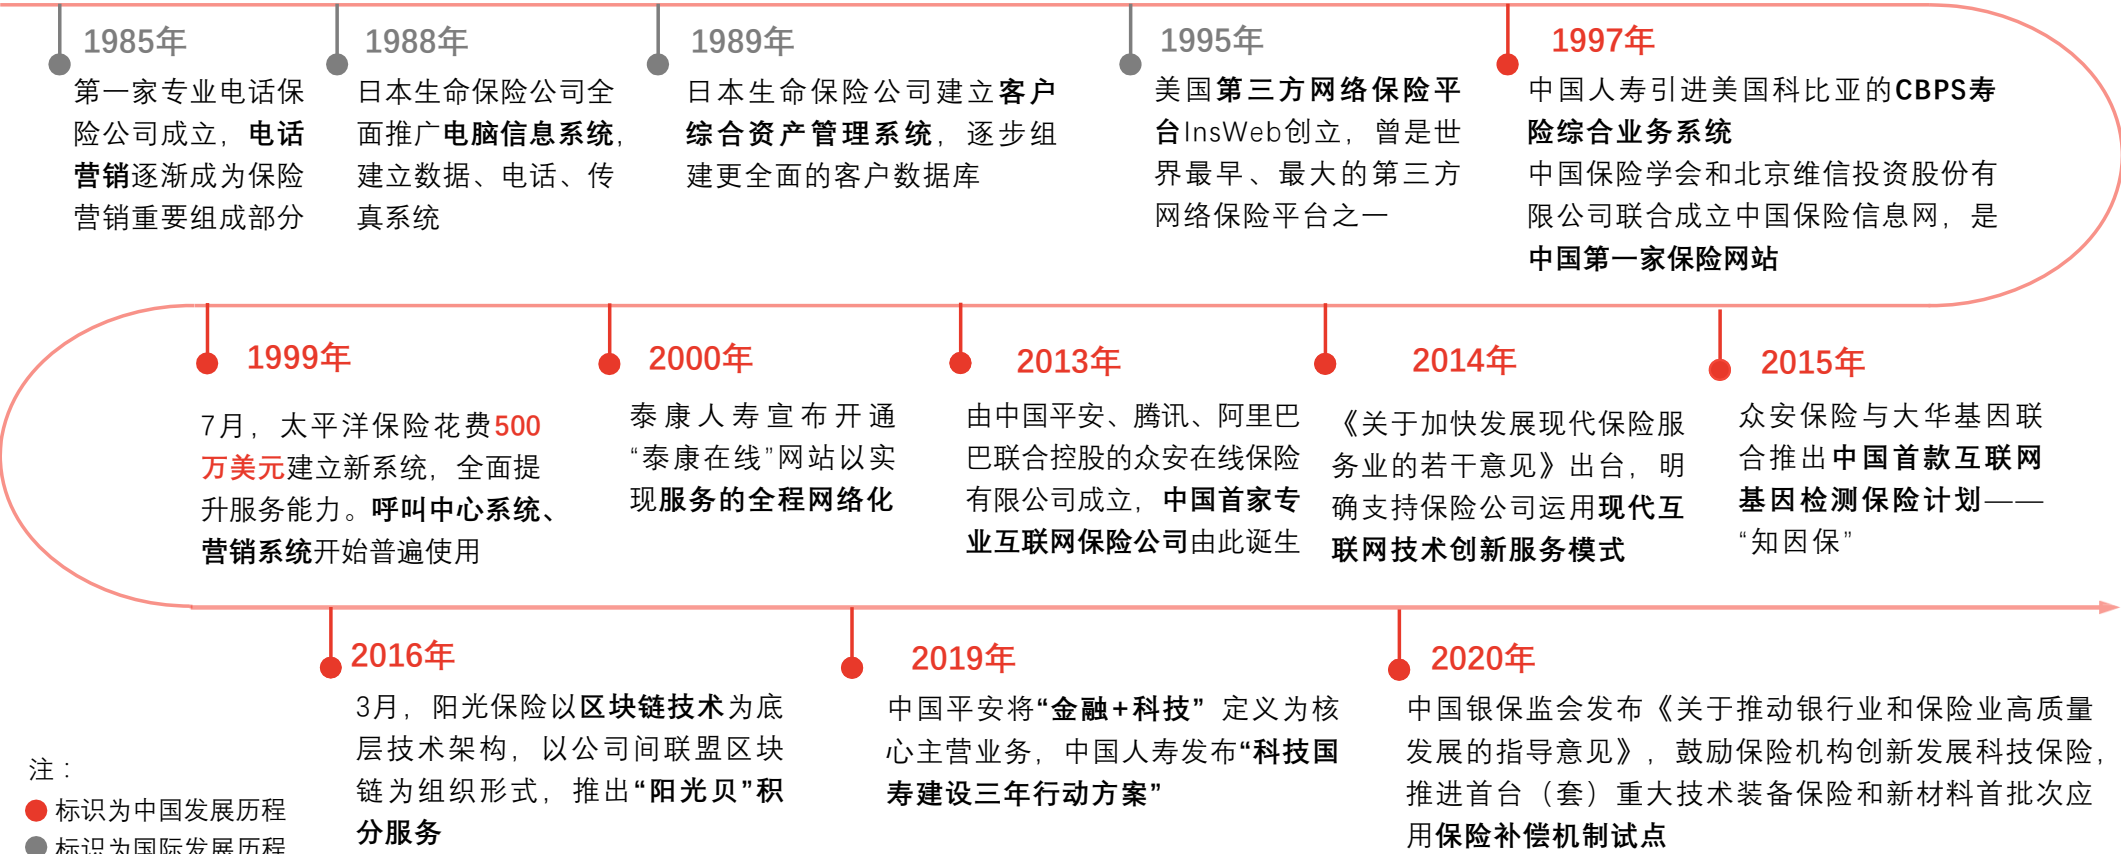 1985年
第一家专业电话保
险公司成立，电话
营销逐渐成为保险
营销重要组成部分
1988年
日本生命保险公司全
面推广电脑信息系统，
建立数据、电话、传
真系统
1989年
日本生命保险公司建立客户
综合资产管理系统，逐步组
建更全面的客户数据库
1995年
美国第三方网络保险平
台InsWeb创立，曾是世
界最早、最大的第三方
网络保险平台之一
1997年
中国人寿引进美国科比亚的CBPS寿
险综合业务系统
中国保险学会和北京维信投资股份有
限公司联合成立中国保险信息网，是
中国第一家保险网站
1999年
7月，太平洋保险花费500
万美元建立新系统，全面提
升服务能力。呼叫中心系统、
营销系统开始普遍使用
2000年
泰康人寿宣布开通
“泰康在线”网站以实
现服务的全程网络化
2013年
由中国平安、腾讯、阿里巴
巴联合控股的众安在线保险
有限公司成立，中国首家专
业互联网保险公司由此诞生
2014年
《关于加快发展现代保险服
务业的若干意见》出台，明
确支持保险公司运用现代互
联网技术创新服务模式
2015年
众安保险与大华基因联
合推出中国首款互联网
基因检测保险计划——
“知因保”
2016年
3月，阳光保险以区块链技术为底
层技术架构，以公司间联盟区块
链为组织形式，推出“阳光贝”积
分服务
2019年
中国平安将“金融+科技”定义为核
心主营业务，中国人寿发布“科技国
寿建设三年行动方案”
2020年
中国银保监会发布《关于推动银行业和保险业高质量
发展的指导意见》，鼓励保险机构创新发展科技保险，
推进首台（套）重大技术装备保险和新材料首批次应
用保险补偿机制试点
注：
标识为中国发展历程
标识为国际发展历程